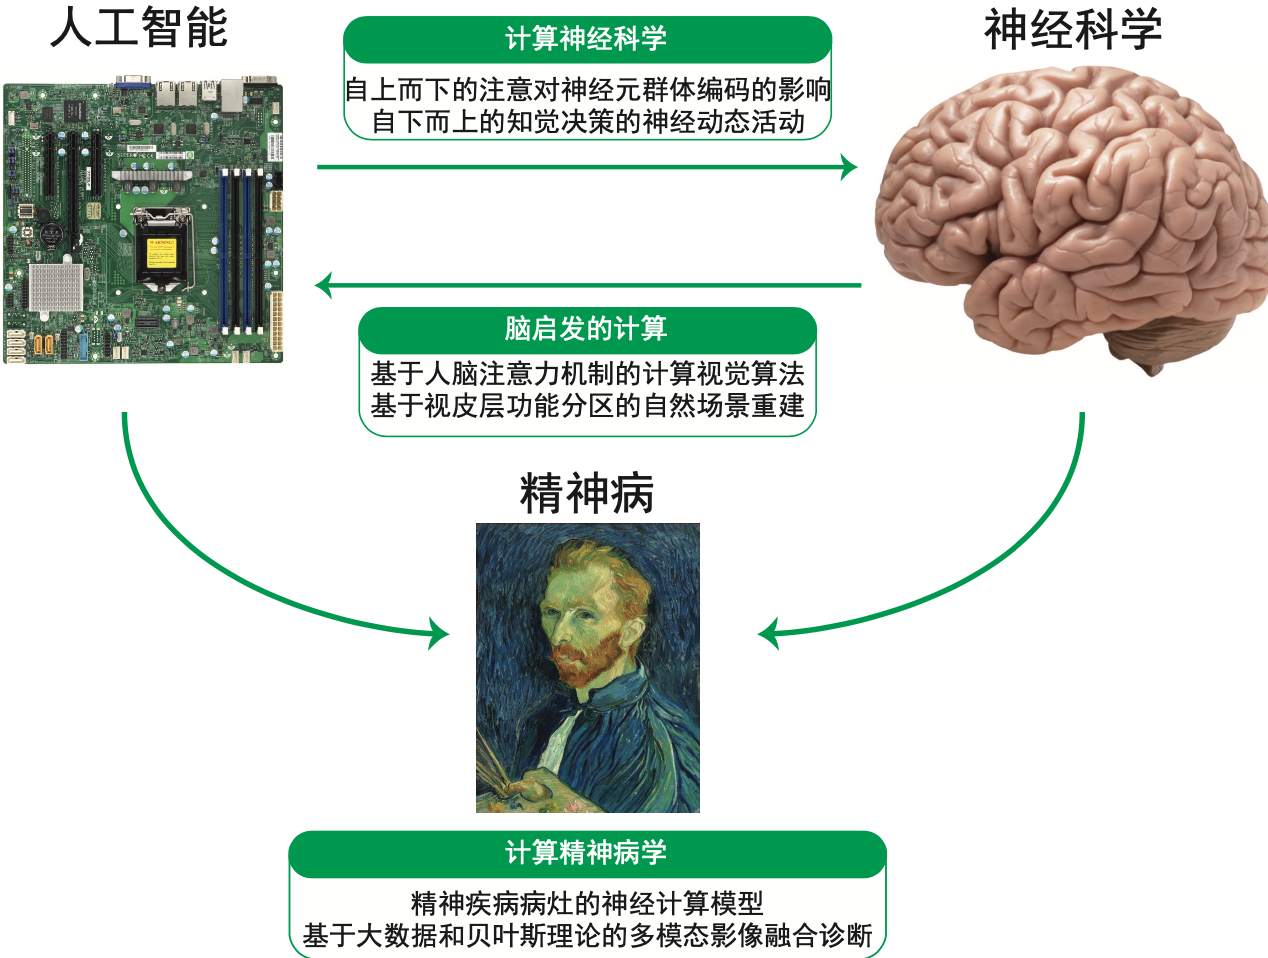 人工智能
计算神经科学
神经科学
自上而下的注意对神经元群体编码的影响
自下而上的知觉决策的神经动态活动
脑启发的计算
基于人脑注意力机制的计算视觉算法
基于视皮层功能分区的自然场景重建
精神病
计算精神病学
精神疾病病灶的神经计算模型
基于大数据和贝叶斯理论的多模态影像融合诊断